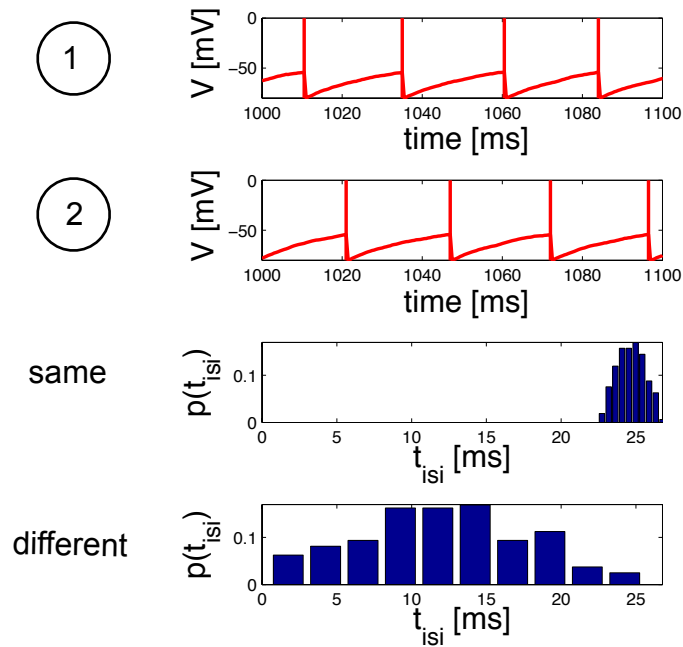 1
V [mV]
0
−50
1000 1020 1040 1060 1080 1100
time [ms]
2
V [mV]
0
−50
1000 1020 1040 1060 1080 1100
time [ms]
same
p(t_isi)
0.1
0
0 5 10 15 20 25
t_isi [ms]
different
p(t_isi)
0.1
0
0 5 10 15 20 25
t_isi [ms]